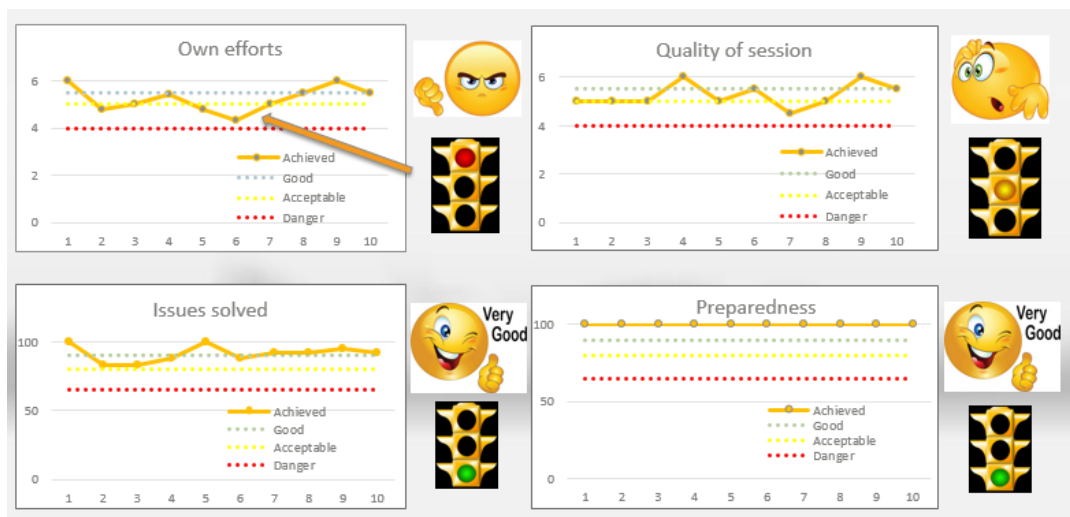 Own efforts
6
4
2
0
1 2 3 4 5 6 7 8 9 10
Achieved
Good
Acceptable
Danger
Quality of session
6
4
2
0
1 2 3 4 5 6 7 8 9 10
Achieved
Good
Acceptable
Danger
Issues solved
100
50
0
1 2 3 4 5 6 7 8 9 10
Achieved
Good
Acceptable
Danger
Very
Good
Preparedness
100
50
0
1 2 3 4 5 6 7 8 9 10
Achieved
Good
Acceptable
Danger
Very
Good